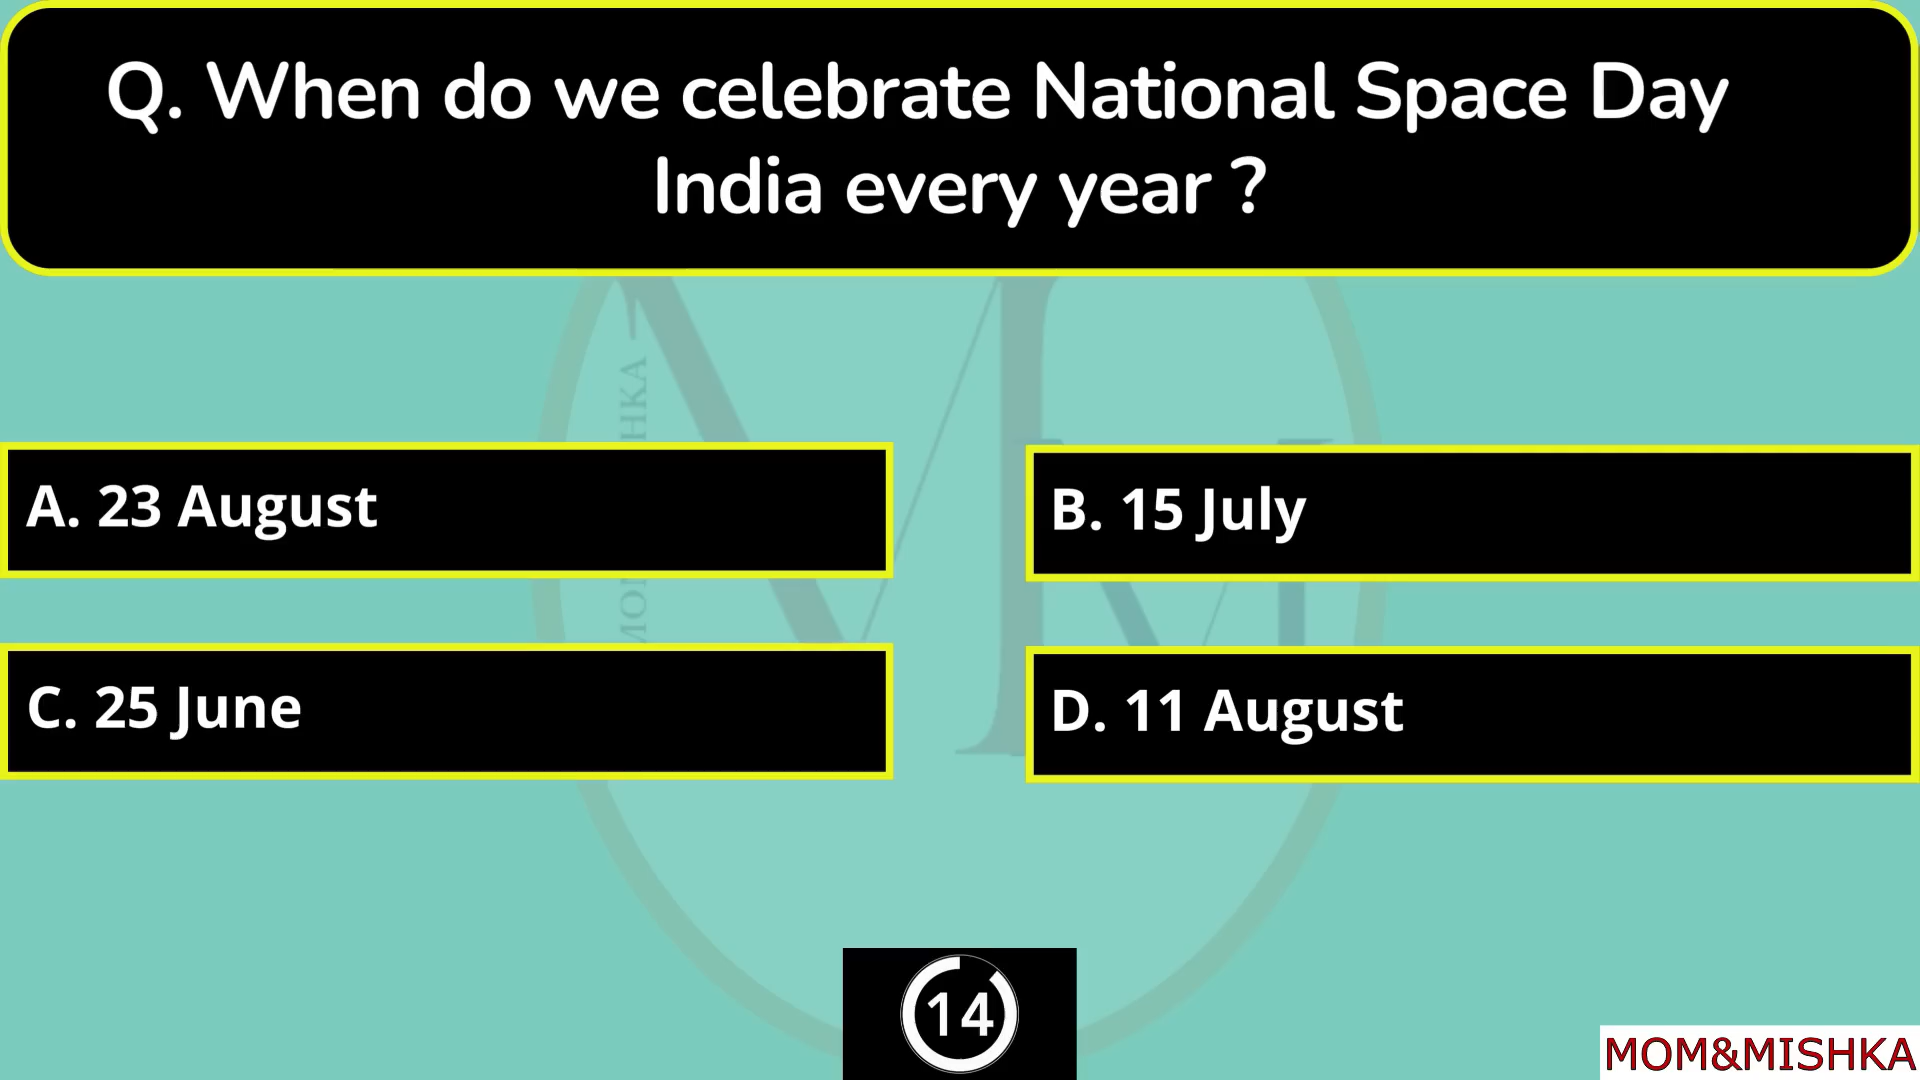 Q. When do we celebrate National Space Day
India every year ?
A. 23 August
B. 15 July
C. 25 June
D. 11 August
14
MOM&MISHKA